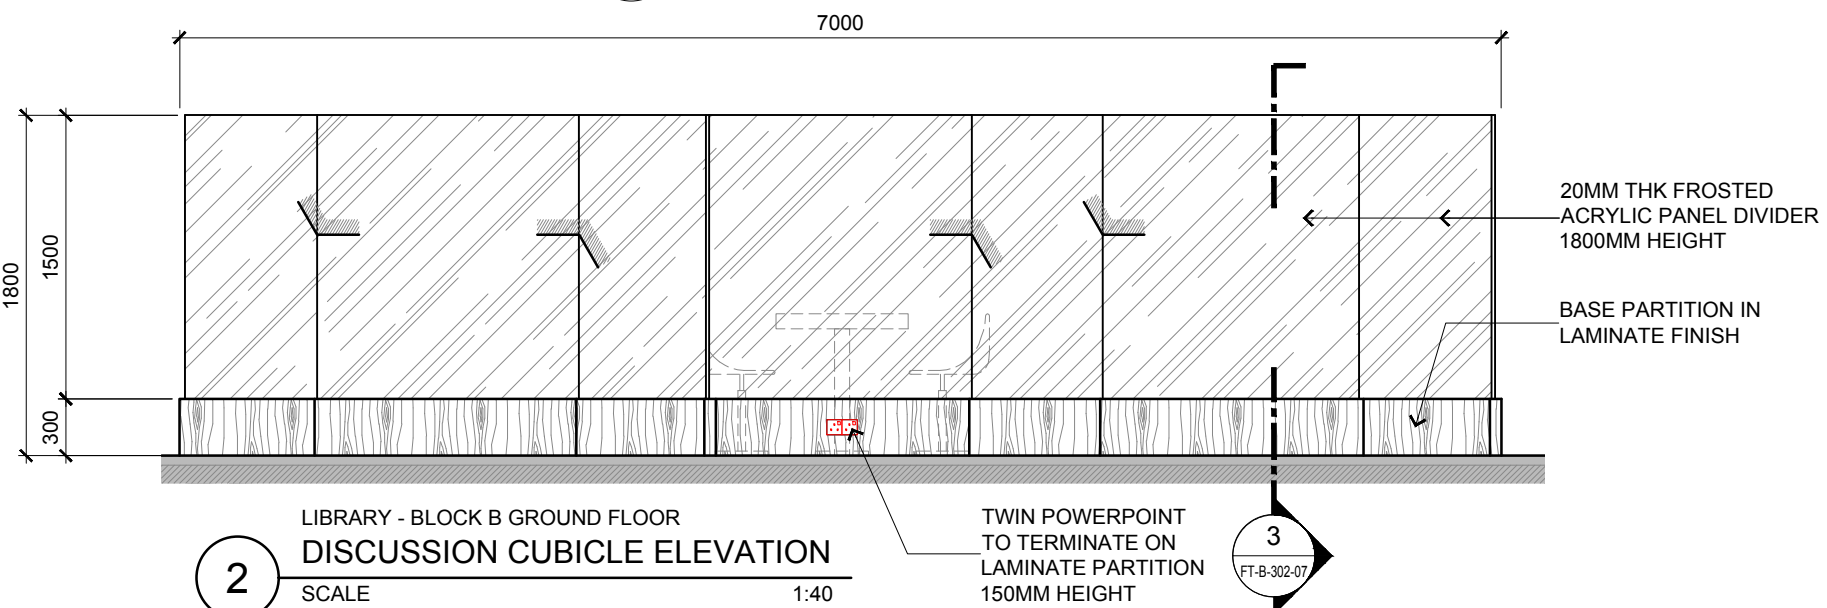 7000
1800
1500
300
20MM THK FROSTED
ACRYLIC PANEL DIVIDER
1800MM HEIGHT
BASE PARTITION IN
LAMINATE FINISH
TWIN POWERPOINT
TO TERMINATE ON
LAMINATE PARTITION
150MM HEIGHT
3
FT-B-302-07
2
LIBRARY - BLOCK B GROUND FLOOR
DISCUSSION CUBICLE ELEVATION
SCALE 1:40